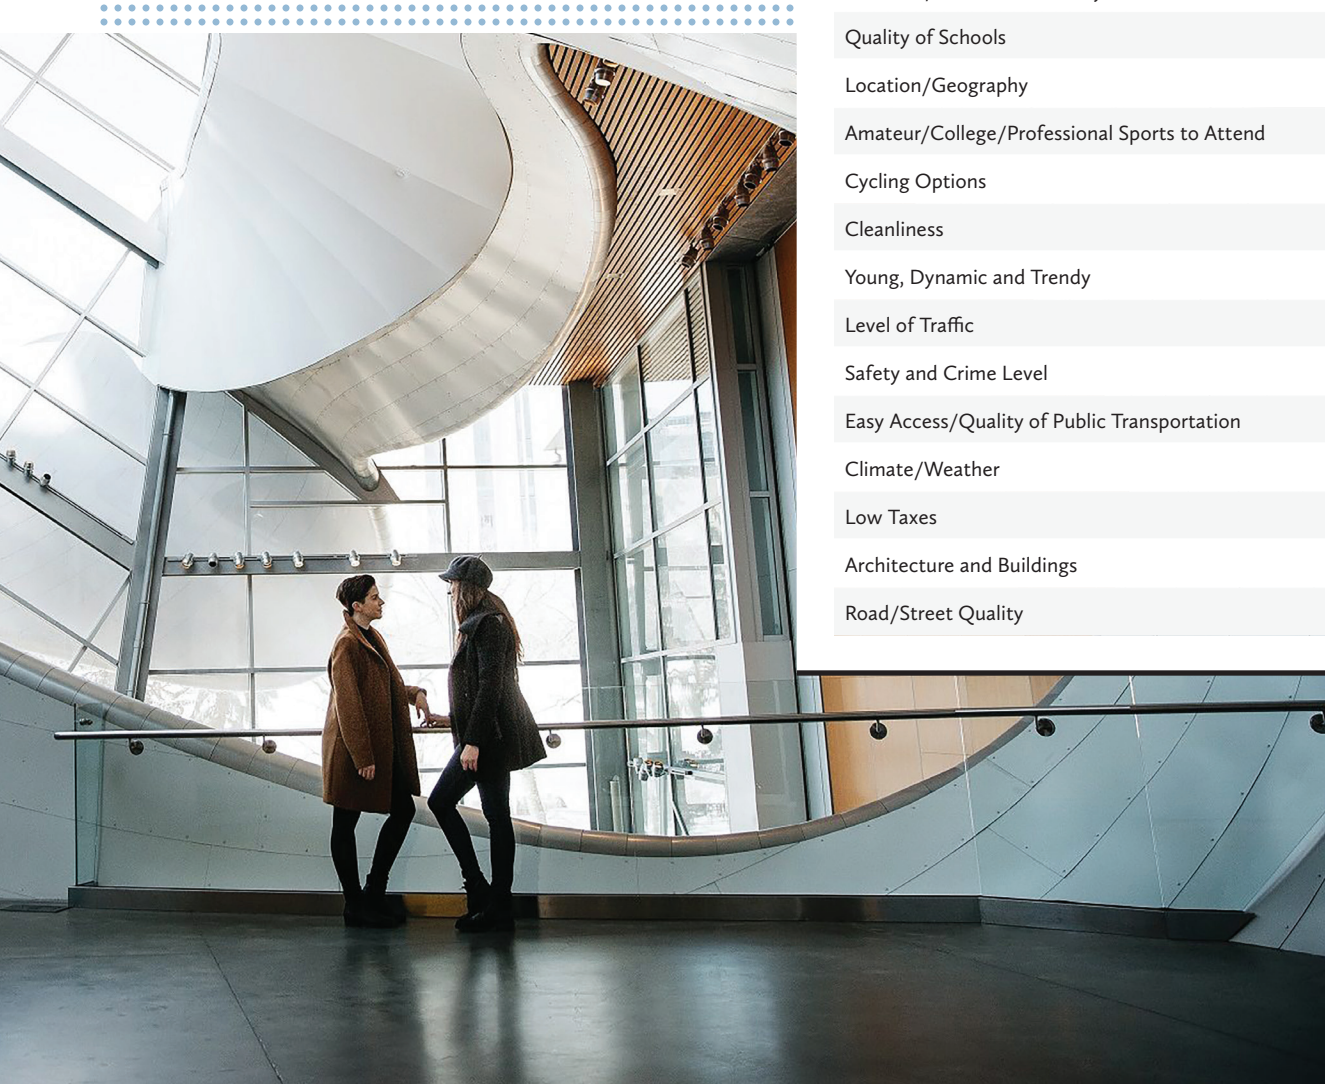 Quality of Schools
Location/Geography
Amateur/College/Professional Sports to Attend
Cycling Options
Cleanliness
Young, Dynamic and Trendy
Level of Traffic
Safety and Crime Level
Easy Access/Quality of Public Transportation
Climate/Weather
Low Taxes
Architecture and Buildings
Road/Street Quality